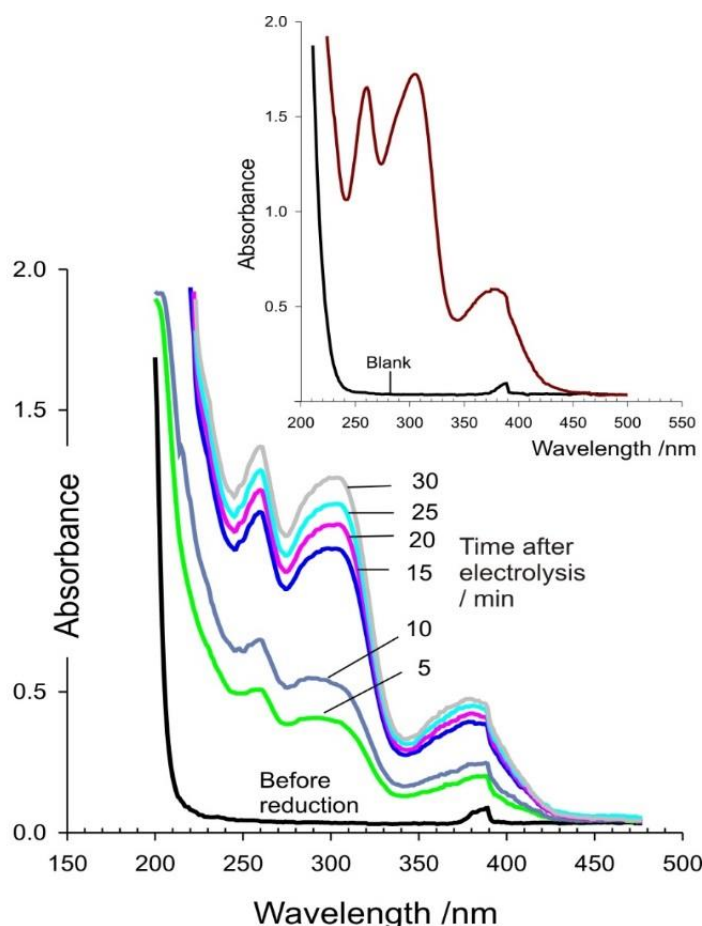 2.0
1.5
1.0
0.5
Absorbance
Blank
200 250 300 350 400 450 500 550
Wavelength /nm
2.0
1.5
0.5
0.0
Absorbance
30
25
20
15
10
5
Time after
electrolysis
/ min
Before
reduction
150 200 250 300 350 400 450 500
Wavelength /nm